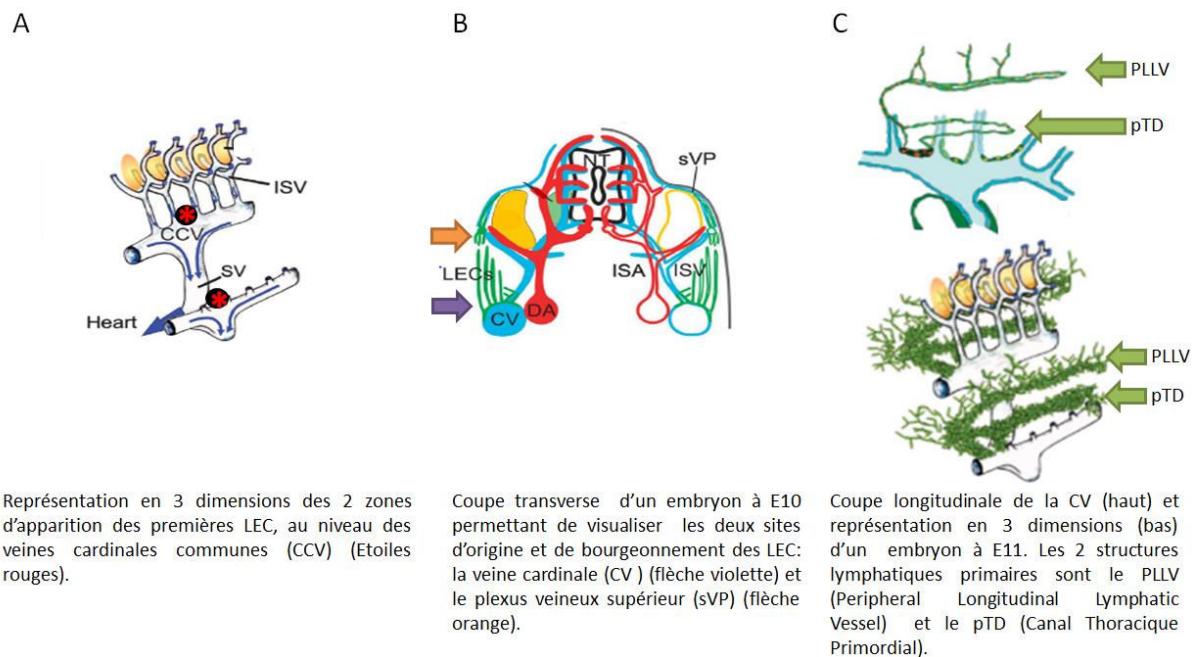 A
B
C
ISV
CCV
SV
Heart
NT
sVP
LECs
ISA
ISV
CV
DA
PLLV
pTD
PLLV
pTD
Représentation en 3 dimensions des 2 zones
d'apparition des premières LEC, au niveau des
veines cardinales communes (CCV) (Etoiles
rouges).
Coupe transverse d'un embryon à E10
permettant de visualiser les deux sites
d'origine et de bourgeonnement des LEC:
la veine cardinale (CV ) (flèche violette) et
le plexus veineux supérieur (sVP) (flèche
orange).
Coupe longitudinale de la CV (haut) et
représentation en 3 dimensions (bas)
d'un embryon à E11. Les 2 structures
lymphatiques primaires sont le PLLV
(Peripheral Longitudinal Lymphatic
Vessel) et le pTD (Canal Thoracique
Primordial).